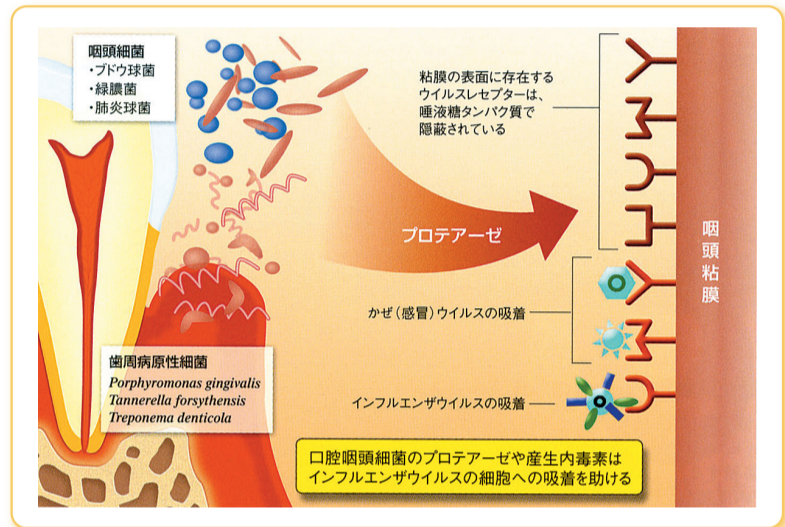 咽頭細菌
・ブドウ球菌
・緑膿菌
・肺炎球菌
粘膜の表面に存在する
ウイルスレセプターは、
唾液糖タンパク質で
隠蔽されている
プロテアーゼ
咽頭粘膜
かぜ（感冒）ウイルスの吸着
インフルエンザウイルスの吸着
歯周病原性細菌
Porphyromonas gingivalis
Tannerella forsythensis
Treponema denticola
口腔咽頭細菌のプロテアーゼや産生内毒素は
インフルエンザウイルスの細胞への吸着を助ける